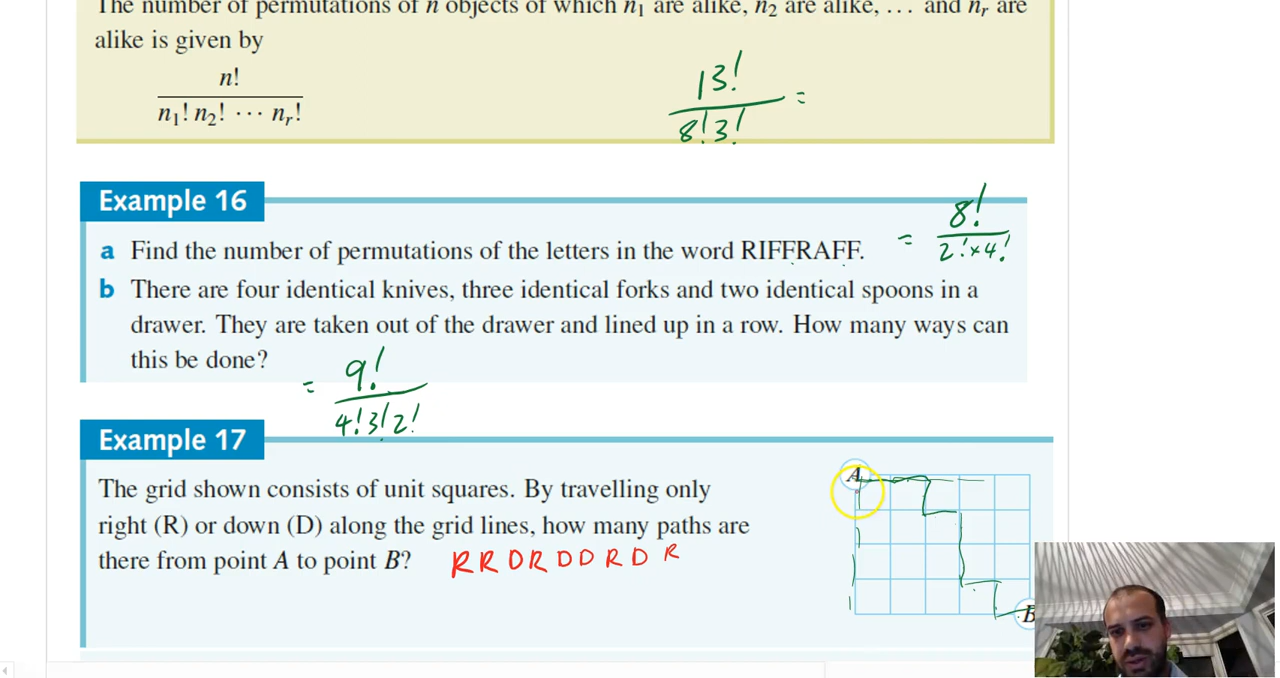 The number of permutations of n objects of which n₁ are alike, n₂ are alike, … and nᵣ are
alike is given by
n!
n₁! n₂! ⋯ nᵣ!
13!
8! 3!
=
Example 16
a Find the number of permutations of the letters in the word RIFFRAFF.
= 8!
2! × 4!
b There are four identical knives, three identical forks and two identical spoons in a
drawer. They are taken out of the drawer and lined up in a row. How many ways can
this be done?
= 9!
4! 3! 2!
Example 17
The grid shown consists of unit squares. By travelling only
right (R) or down (D) along the grid lines, how many paths are
there from point A to point B?
R R D R D D R D R
A
B